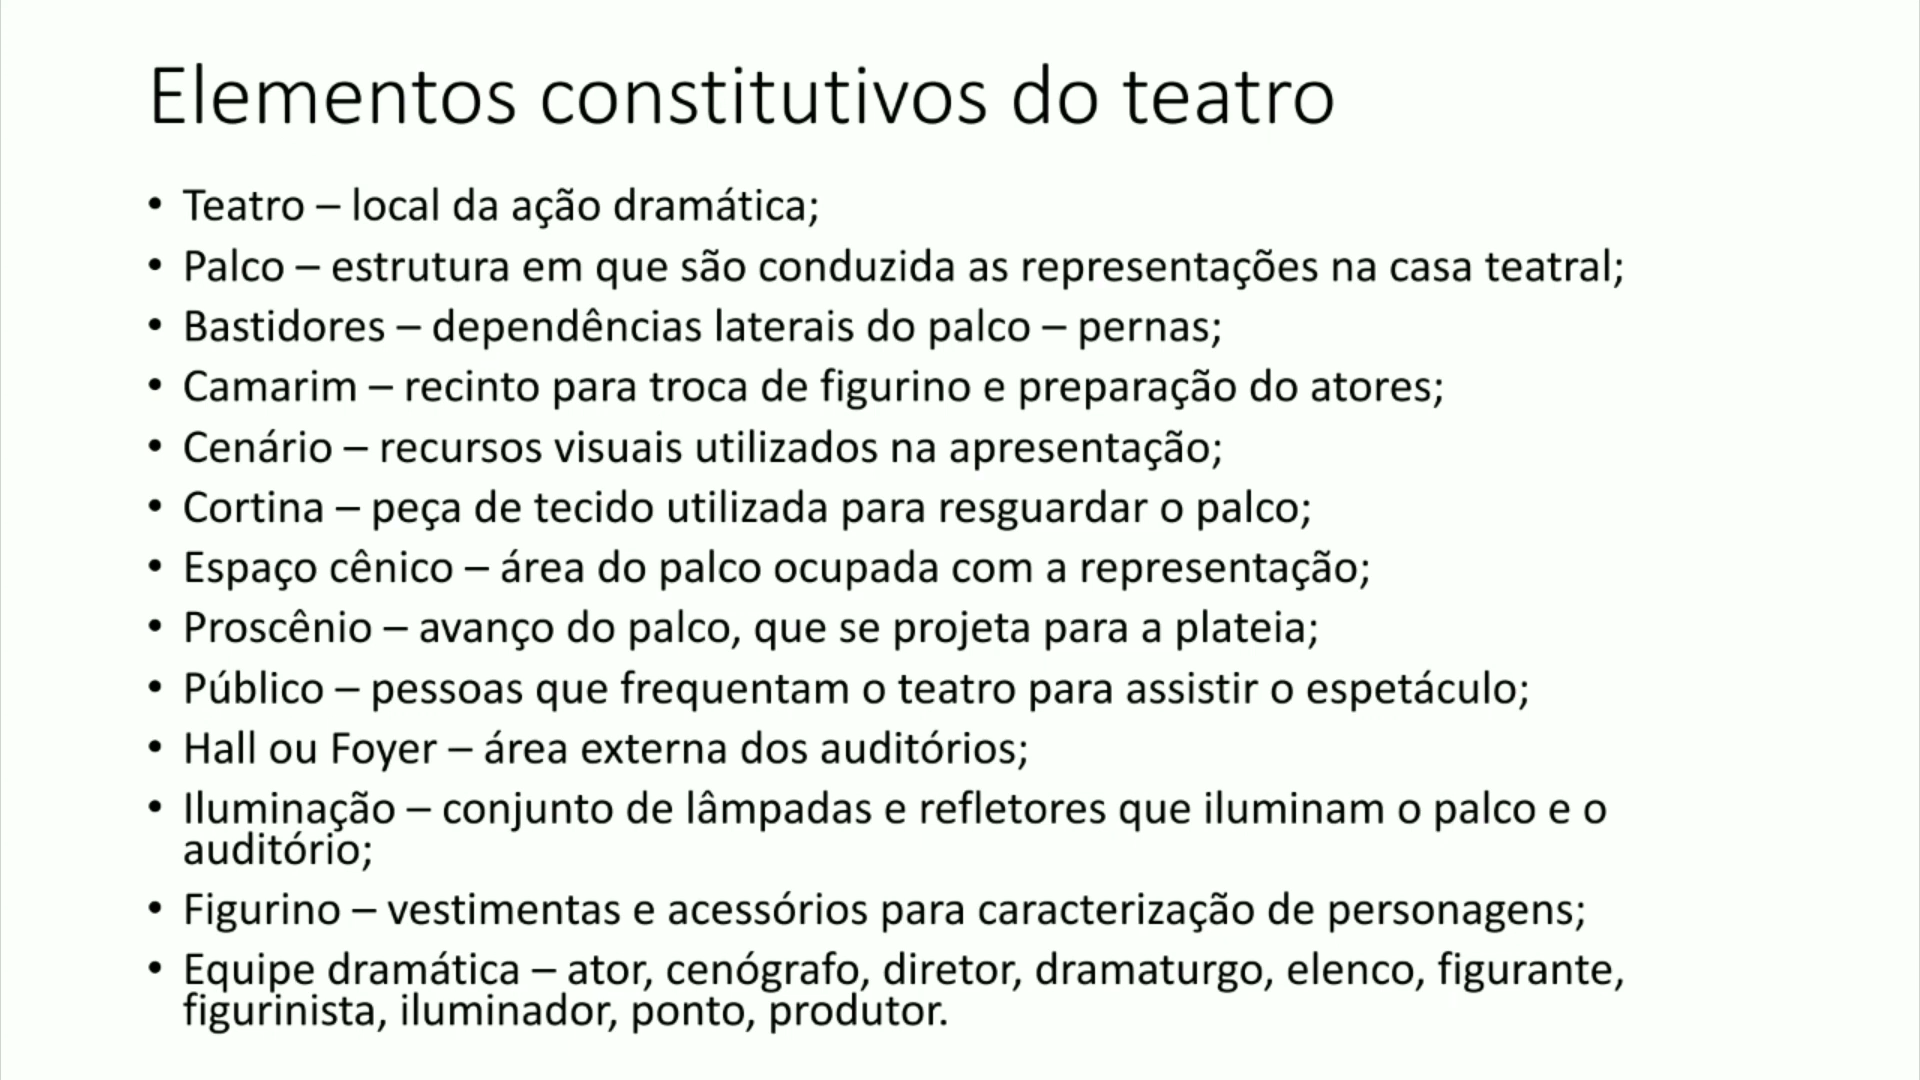 Elementos constitutivos do teatro
• Teatro – local da ação dramática;
• Palco – estrutura em que são conduzida as representações na casa teatral;
• Bastidores – dependências laterais do palco – pernas;
• Camarim – recinto para troca de figurino e preparação do atores;
• Cenário – recursos visuais utilizados na apresentação;
• Cortina – peça de tecido utilizada para resguardar o palco;
• Espaço cênico – área do palco ocupada com a representação;
• Proscênio – avanço do palco, que se projeta para a plateia;
• Público – pessoas que frequentam o teatro para assistir o espetáculo;
• Hall ou Foyer – área externa dos auditórios;
• Iluminação – conjunto de lâmpadas e refletores que iluminam o palco e o
auditório;
• Figurino – vestimentas e acessórios para caracterização de personagens;
• Equipe dramática – ator, cenógrafo, diretor, dramaturgo, elenco, figurante,
figurinista, iluminador, ponto, produtor.